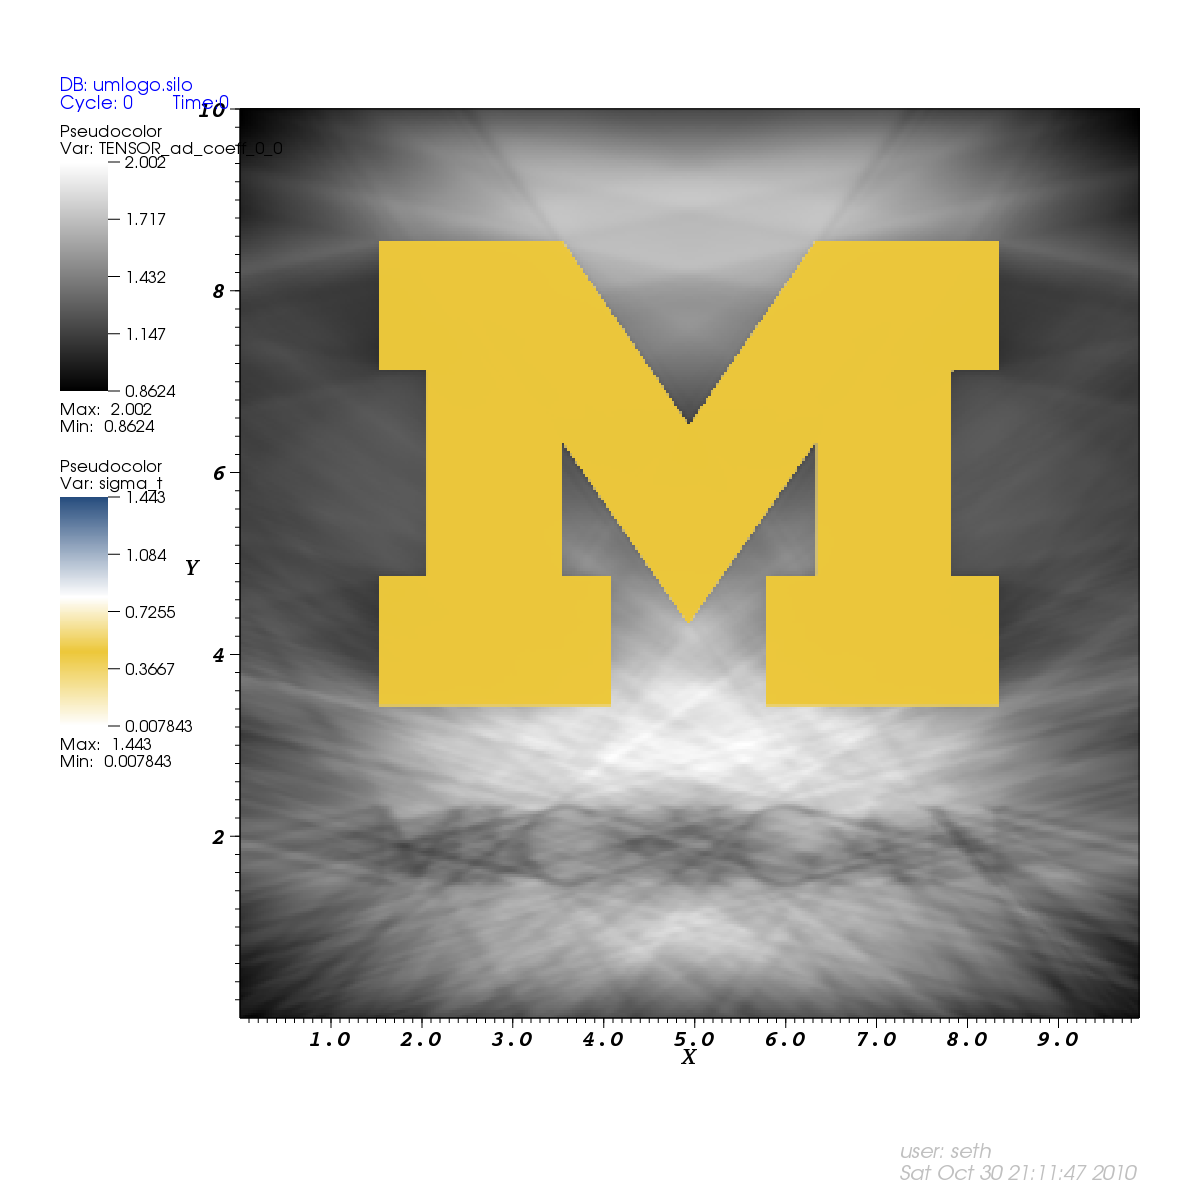 DB: umlogo.silo
Cycle: 0 Time:0
Pseudocolor
Var: TENSOR_ad_coeff_0_0
2.002
1.717
1.432
1.147
0.8624
Max: 2.002
Min: 0.8624
Pseudocolor
Var: sigma_t
1.443
1.084
0.7255
0.3667
0.007843
Max: 1.443
Min: 0.007843
10
8
6
Y
4
2
M
1.0 2.0 3.0 4.0 5.0 6.0 7.0 8.0 9.0
X
user: seth
Sat Oct 30 21:11:47 2010